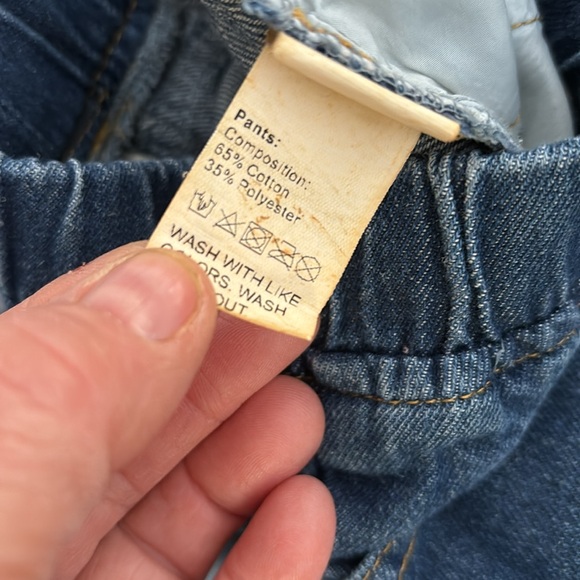 Pants:
Composition:
65% Cotton
35% Polyester
WASH WITH LIKE
COLORS. WASH
OUT